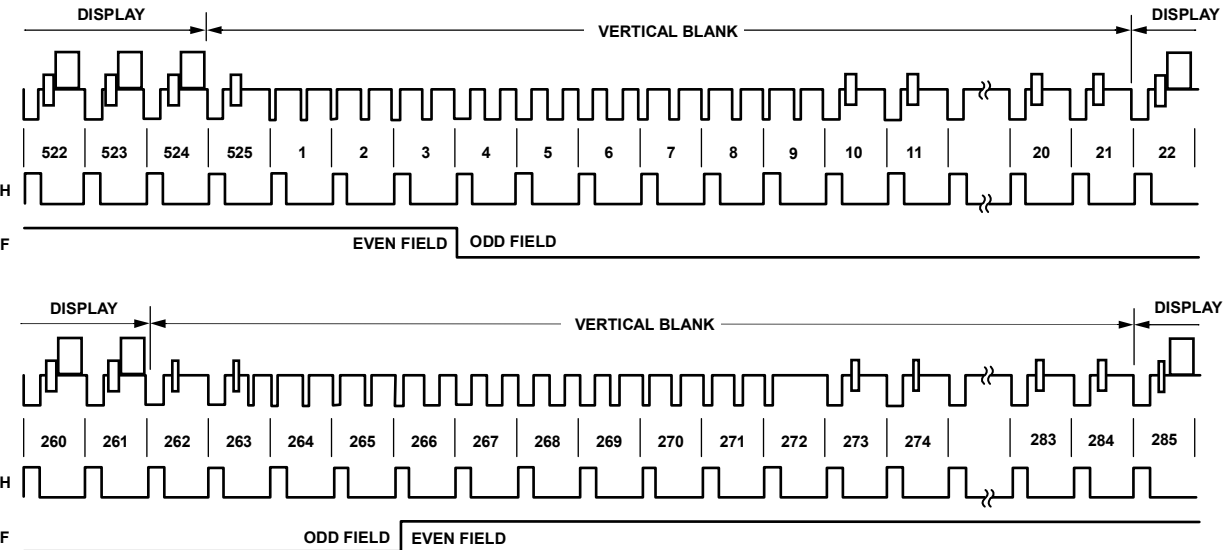 DISPLAY DISPLAY
VERTICAL BLANK
522 523 524 525 1 2 3 4 5 6 7 8 9 10 11 20 21 22
H
F
EVEN FIELD ODD FIELD
DISPLAY DISPLAY
VERTICAL BLANK
260 261 262 263 264 265 266 267 268 269 270 271 272 273 274 283 284 285
H
F
ODD FIELD EVEN FIELD